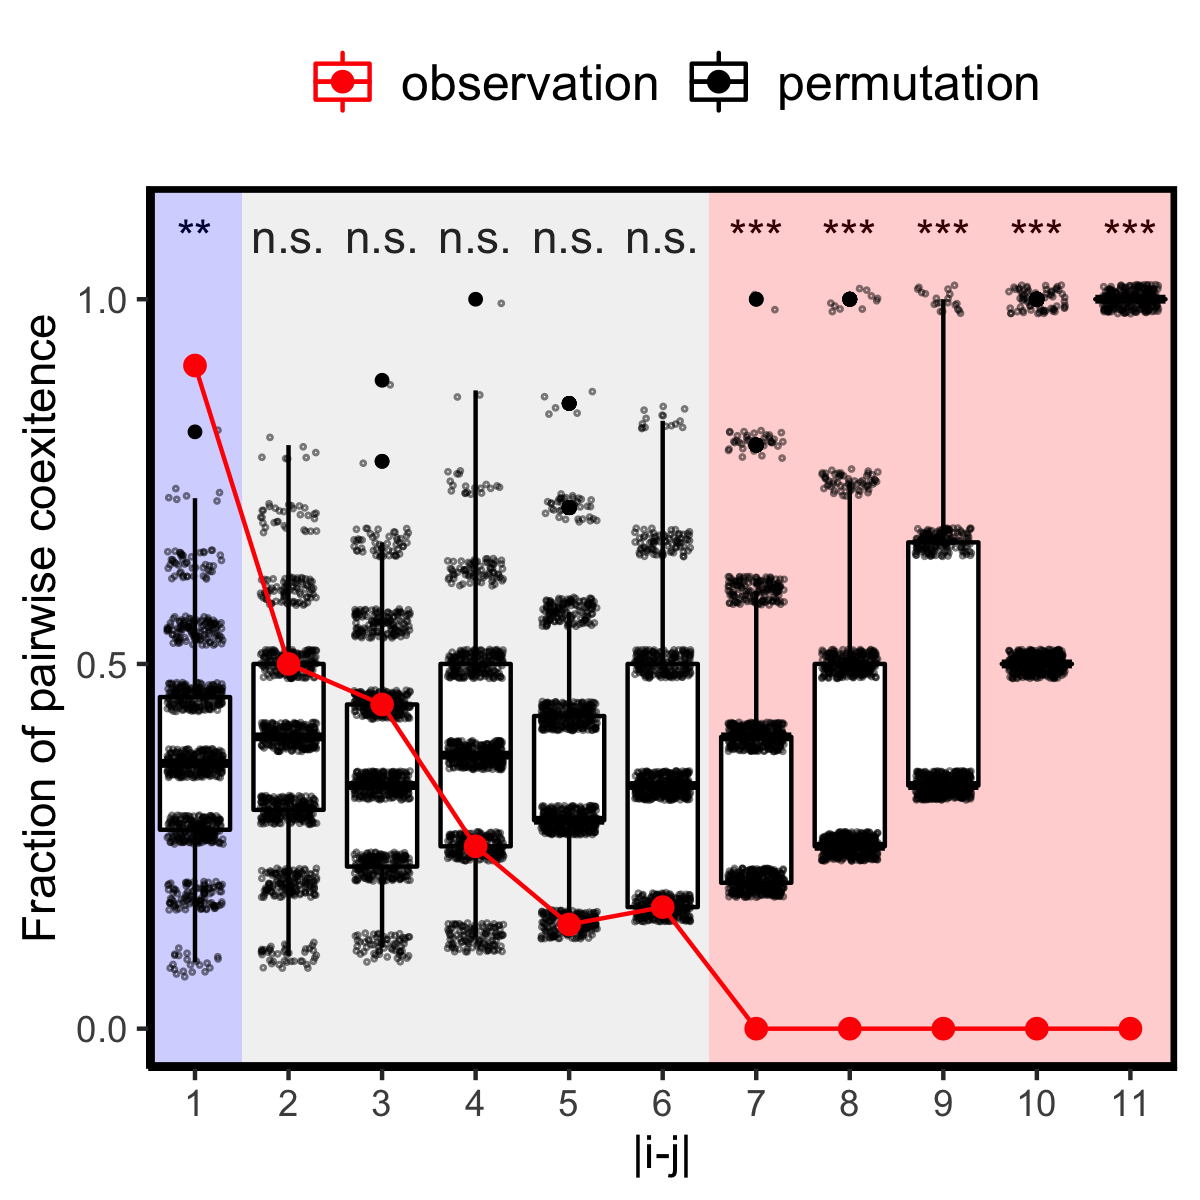 observation permutation
** n.s. n.s. n.s. n.s. n.s. *** *** *** *** ***
Fraction of pairwise coexitence
1.0
0.5
0.0
1 2 3 4 5 6 7 8 9 10 11
|i-j|